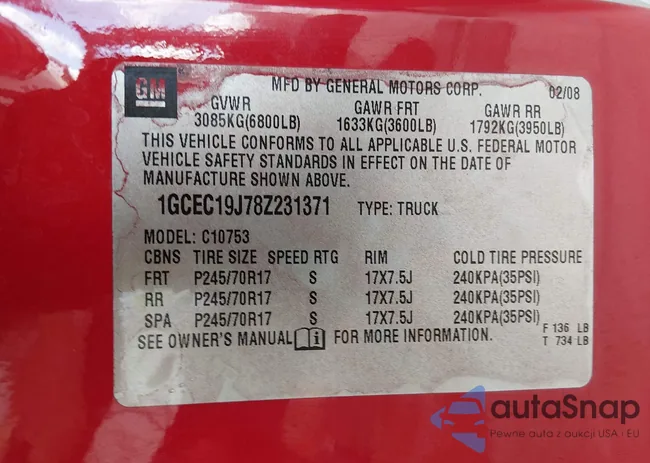 GM
MFD BY GENERAL MOTORS CORP. 02/08
GVWR GAWR FRT GAWR RR
3085KG(6800LB) 1633KG(3600LB) 1792KG(3950LB)
THIS VEHICLE CONFORMS TO ALL APPLICABLE U.S. FEDERAL MOTOR
VEHICLE SAFETY STANDARDS IN EFFECT ON THE DATE OF
MANUFACTURE SHOWN ABOVE.
1GCEC19J78Z231371 TYPE: TRUCK
MODEL: C10753
CBNS TIRE SIZE SPEED RTG RIM COLD TIRE PRESSURE
FRT P245/70R17 S 17X7.5J 240KPA(35PSI)
RR P245/70R17 S 17X7.5J 240KPA(35PSI)
SPA P245/70R17 S 17X7.5J 240KPA(35PSI)
SEE OWNER'S MANUAL i FOR MORE INFORMATION.
F 136 LB
T 734 LB
autaSnap
Pewne auta z aukcji USA · EU